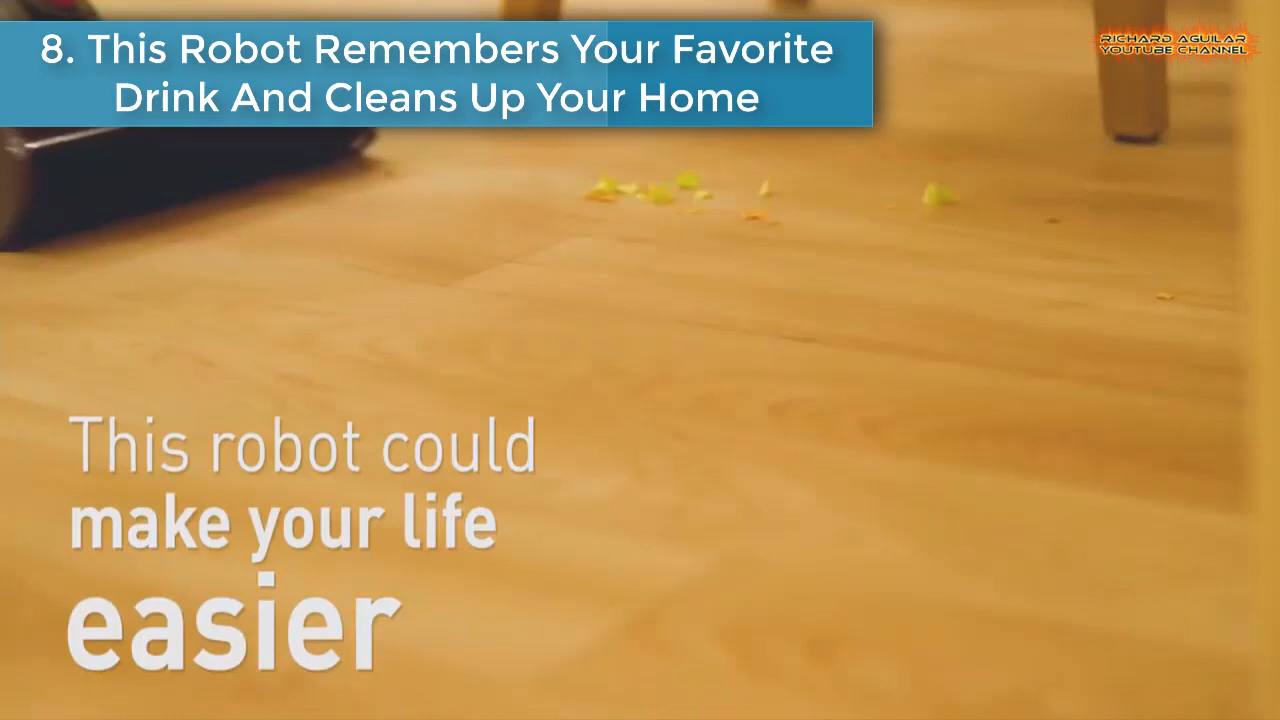 8. This Robot Remembers Your Favorite
Drink And Cleans Up Your Home
RICHARD AGUILAR
YOUTUBE CHANNEL
This robot could
make your life
easier